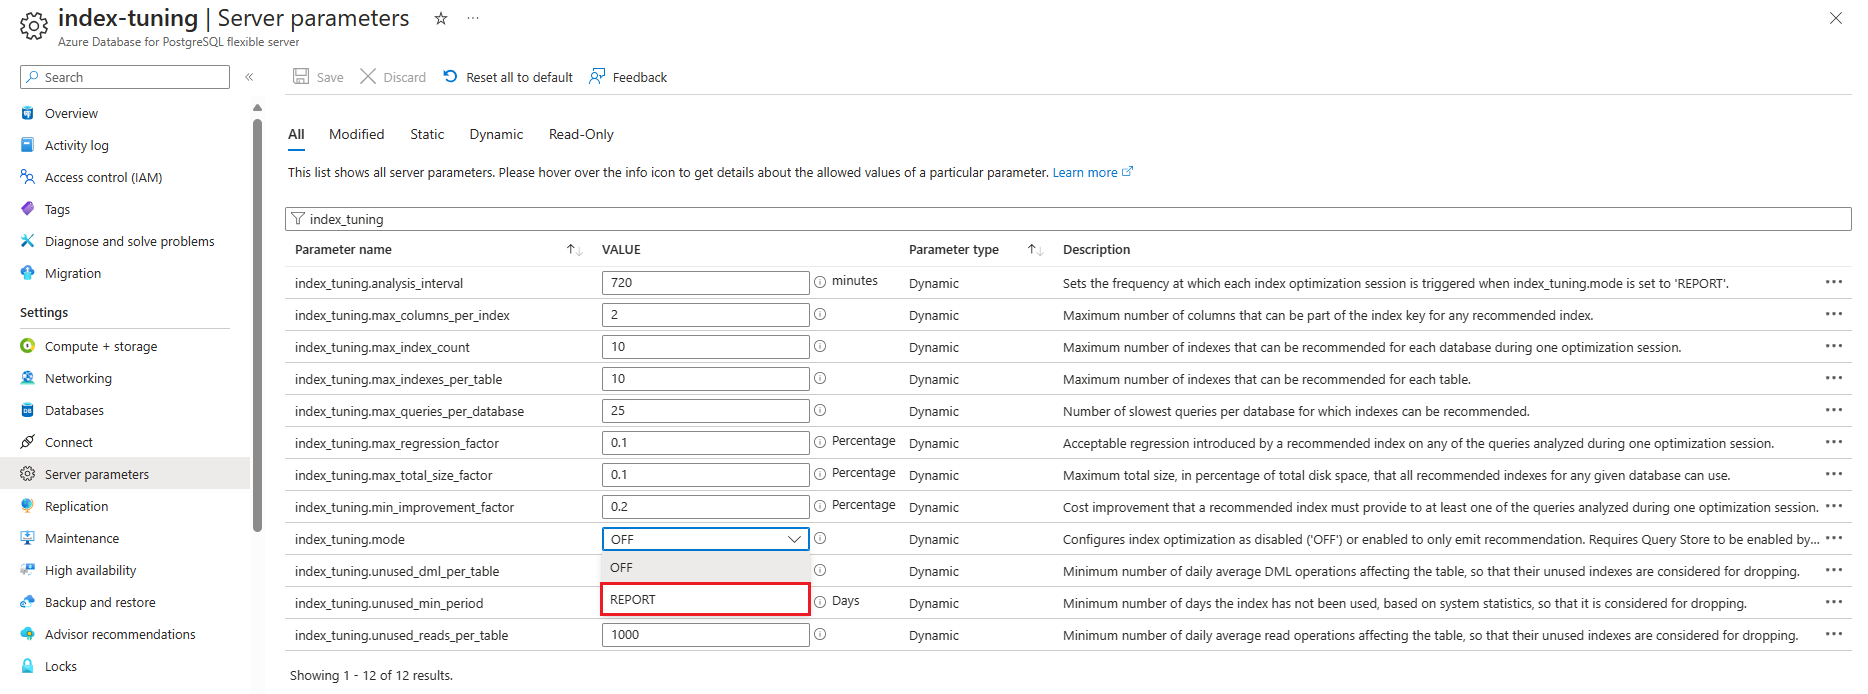 index-tuning | Server parameters
Azure Database for PostgreSQL flexible server
Search
Overview
Activity log
Access control (IAM)
Tags
Diagnose and solve problems
Migration
Settings
Compute + storage
Networking
Databases
Connect
Server parameters
Replication
Maintenance
High availability
Backup and restore
Advisor recommendations
Locks
Save Discard Reset all to default Feedback
All Modified Static Dynamic Read-Only
This list shows all server parameters. Please hover over the info icon to get details about the allowed values of a particular parameter. Learn more
index_tuning
Parameter name VALUE Parameter type Description
index_tuning.analysis_interval 720 minutes Dynamic Sets the frequency at which each index optimization session is triggered when index_tuning.mode is set to 'REPORT'.
index_tuning.max_columns_per_index 2 Dynamic Maximum number of columns that can be part of the index key for any recommended index.
index_tuning.max_index_count 10 Dynamic Maximum number of indexes that can be recommended for each database during one optimization session.
index_tuning.max_indexes_per_table 10 Dynamic Maximum number of indexes that can be recommended for each table.
index_tuning.max_queries_per_database 25 Dynamic Number of slowest queries per database for which indexes can be recommended.
index_tuning.max_regression_factor 0.1 Percentage Dynamic Acceptable regression introduced by a recommended index on any of the queries analyzed during one optimization session.
index_tuning.max_total_size_factor 0.1 Percentage Dynamic Maximum total size, in percentage of total disk space, that all recommended indexes for any given database can use.
index_tuning.min_improvement_factor 0.2 Percentage Dynamic Cost improvement that a recommended index must provide to at least one of the queries analyzed during one optimization session.
index_tuning.mode OFF Dynamic Configures index optimization as disabled ('OFF') or enabled to only emit recommendation. Requires Query Store to be enabled by...
index_tuning.unused_dml_per_table OFF Dynamic Minimum number of daily average DML operations affecting the table, so that their unused indexes are considered for dropping.
index_tuning.unused_min_period REPORT Days Dynamic Minimum number of days the index has not been used, based on system statistics, so that it is considered for dropping.
index_tuning.unused_reads_per_table 1000 Dynamic Minimum number of daily average read operations affecting the table, so that their unused indexes are considered for dropping.
Showing 1 - 12 of 12 results.